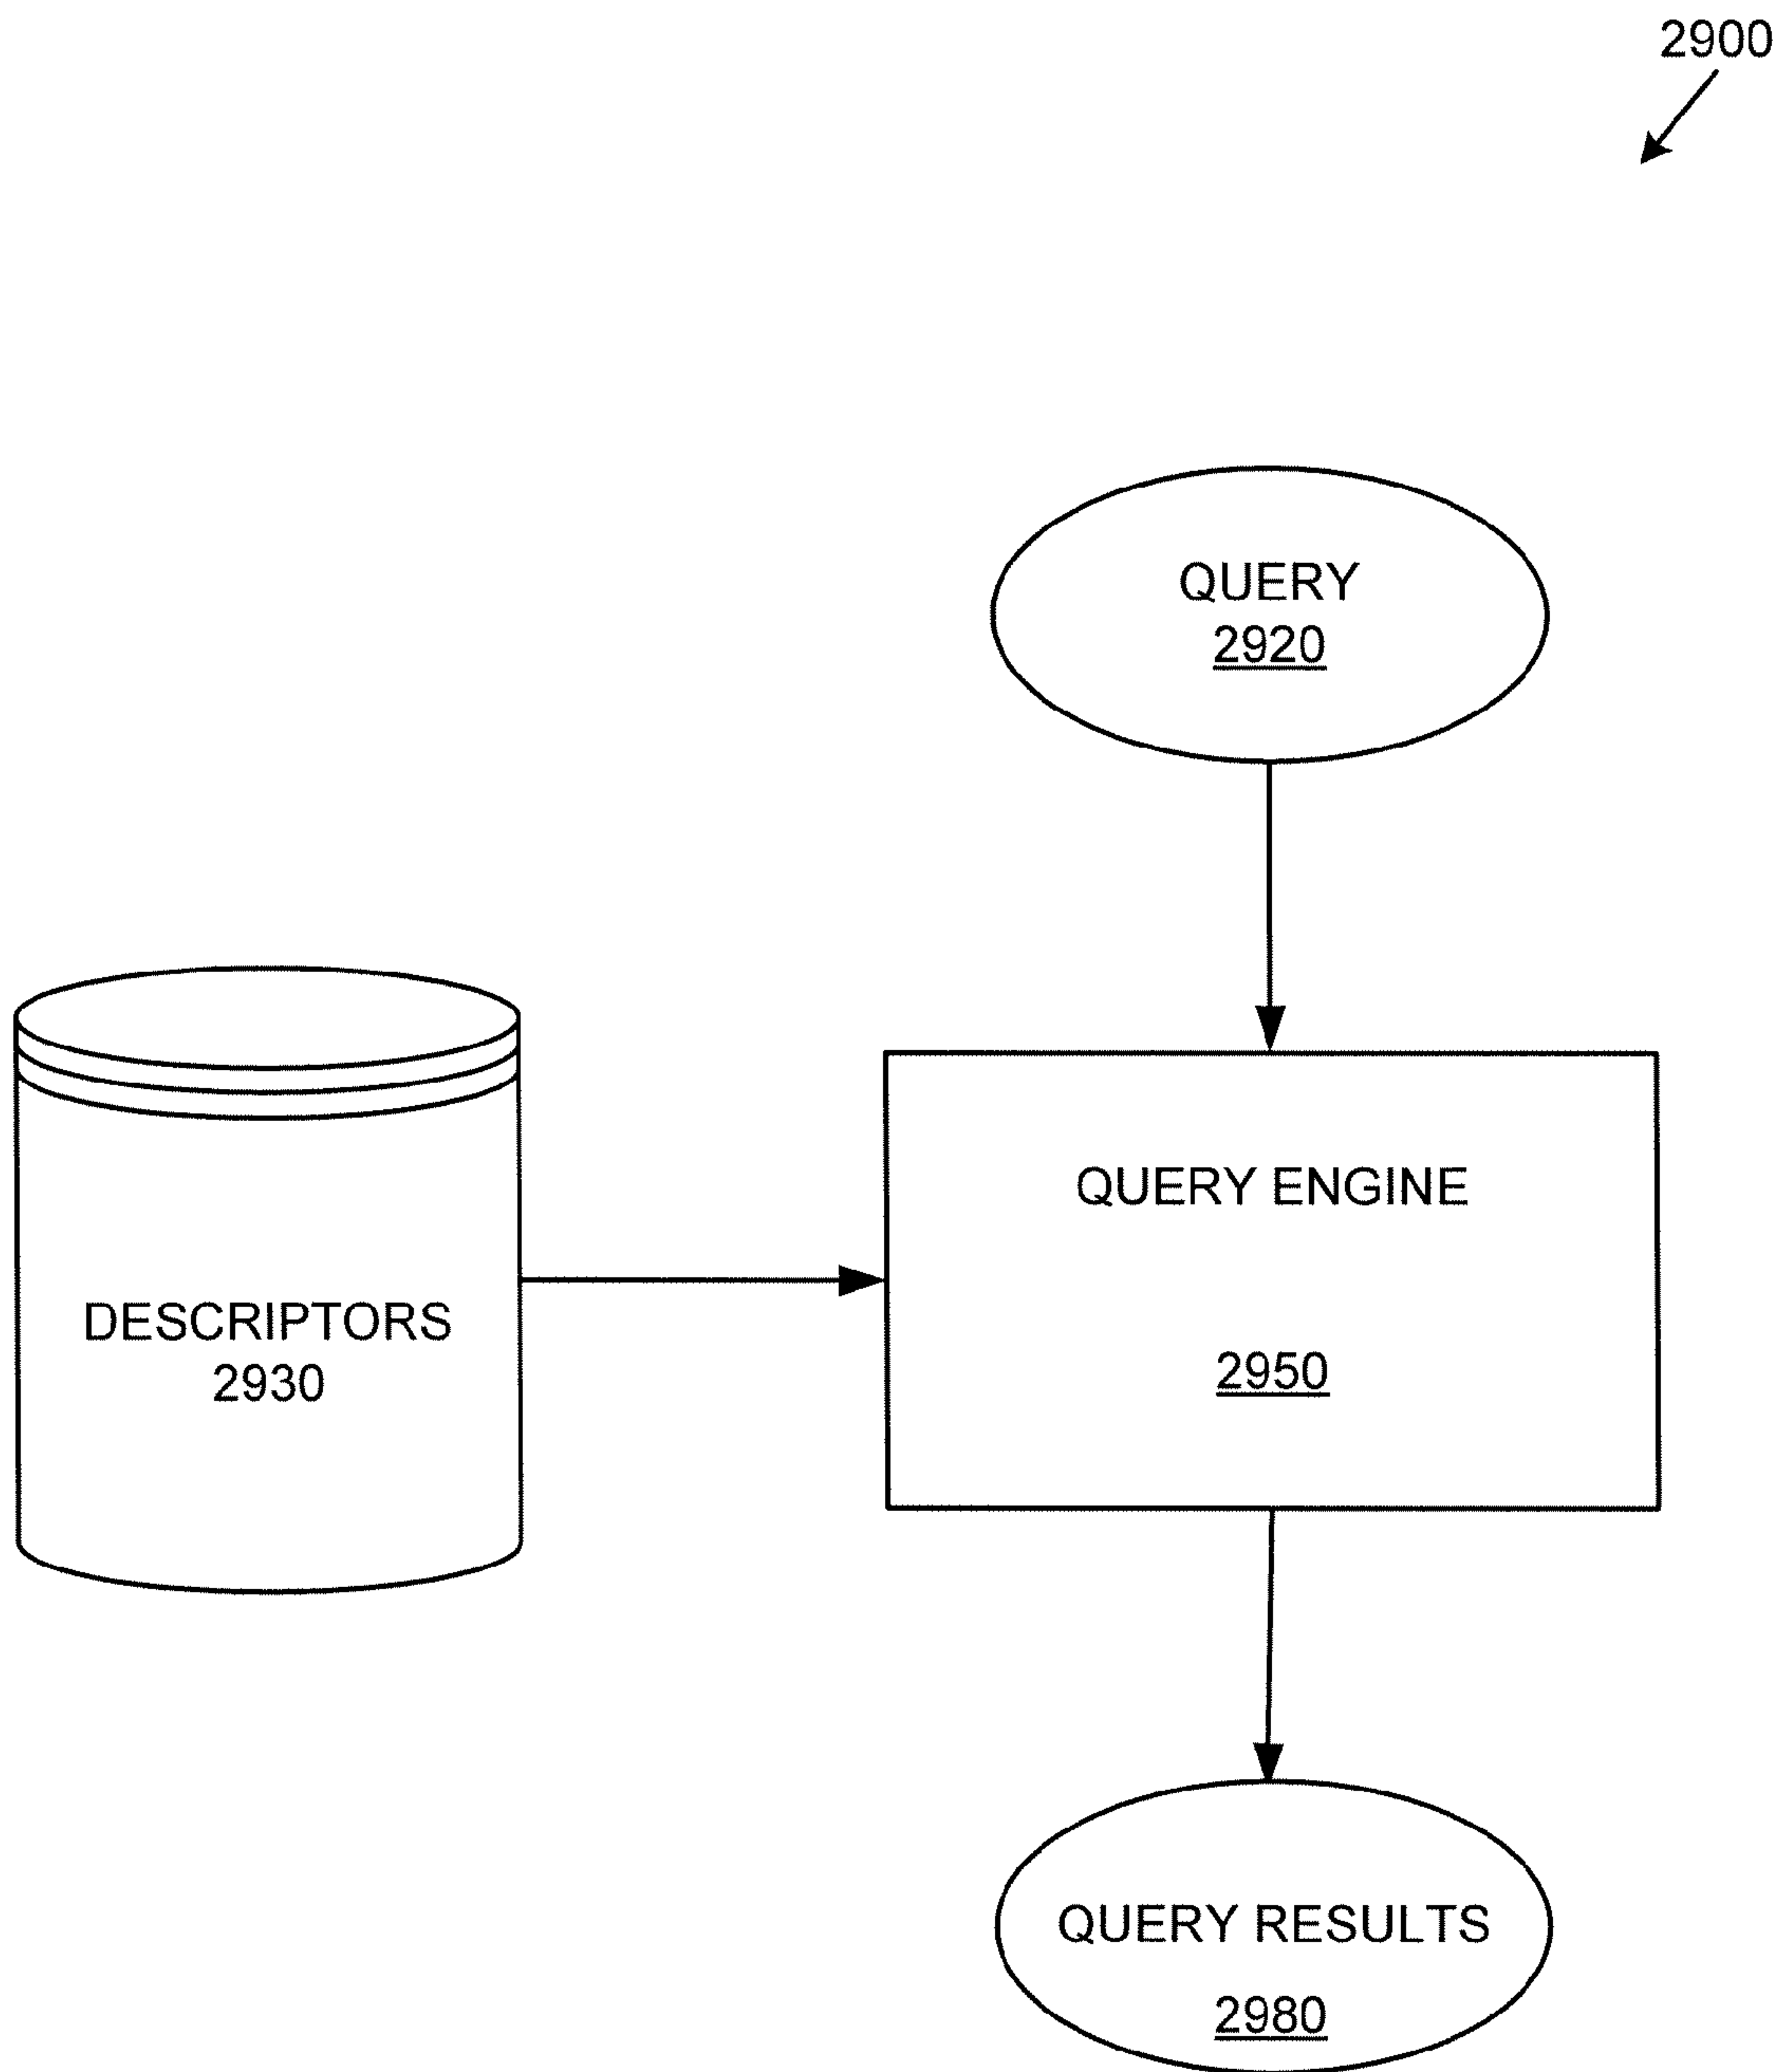 2900
QUERY
2920
QUERY ENGINE
2950
DESCRIPTORS
2930
QUERY RESULTS
2980